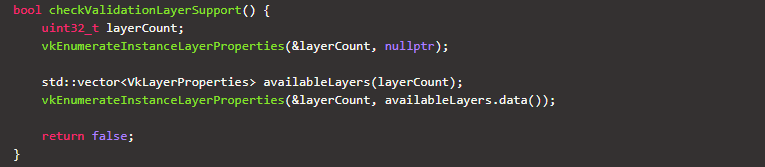 bool checkValidationLayerSupport() {
    uint32_t layerCount;
    vkEnumerateInstanceLayerProperties(&layerCount, nullptr);

    std::vector<VkLayerProperties> availableLayers(layerCount);
    vkEnumerateInstanceLayerProperties(&layerCount, availableLayers.data());

    return false;
}